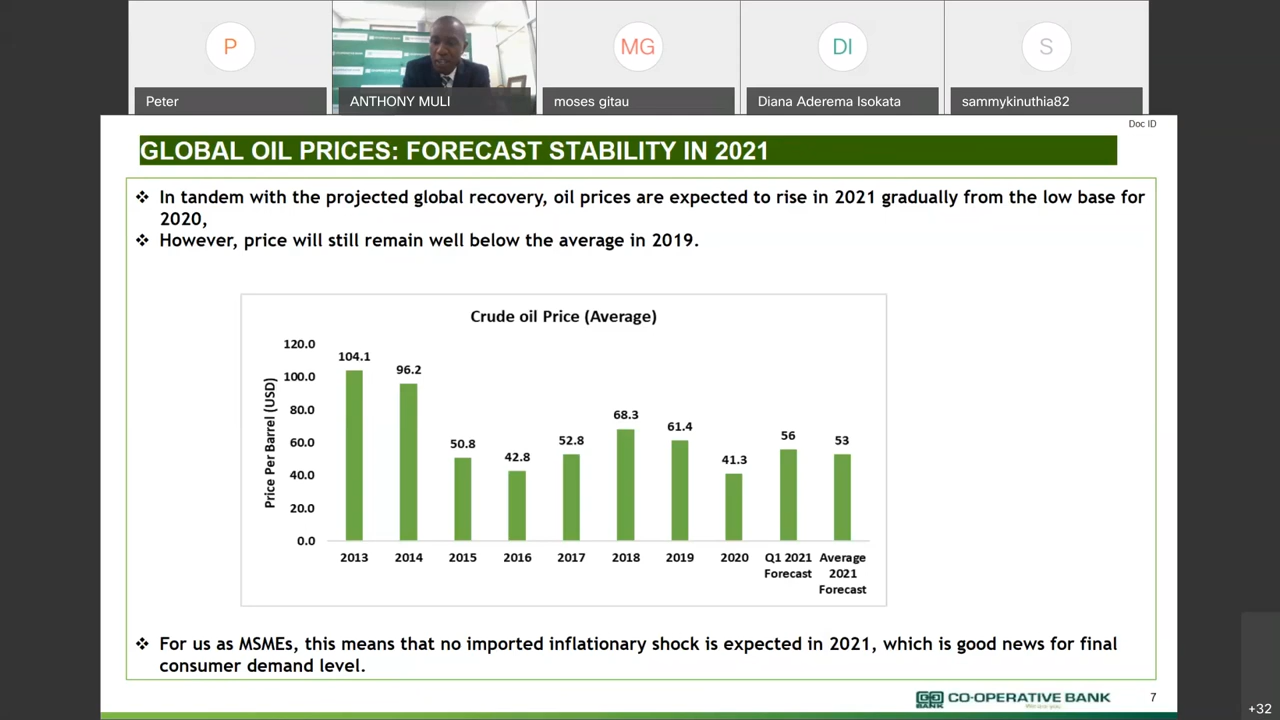 P
MG
DI
S
Peter
ANTHONY MULI
moses gitau
Diana Aderema Isokata
sammykinuthia82
Doc ID
GLOBAL OIL PRICES: FORECAST STABILITY IN 2021
In tandem with the projected global recovery, oil prices are expected to rise in 2021 gradually from the low base for
2020,
However, price will still remain well below the average in 2019.
Crude oil Price (Average)
Price Per Barrel (USD)
120.0
100.0
80.0
60.0
40.0
20.0
0.0
104.1
96.2
50.8
42.8
52.8
68.3
61.4
41.3
56
53
2013
2014
2015
2016
2017
2018
2019
2020
Q1 2021
Forecast
Average
2021
Forecast
For us as MSMEs, this means that no imported inflationary shock is expected in 2021, which is good news for final
consumer demand level.
CO-OPERATIVE BANK
We are you
BANK
7
+32